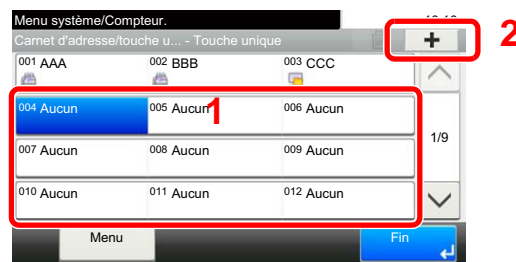 Menu système/Compteur.
Carnet d'adresse/touche u... - Touche unique
+ 2
001 AAA 002 BBB 003 CCC
004 Aucun 005 Aucun 1 006 Aucun
1/9
007 Aucun 008 Aucun 009 Aucun
010 Aucun 011 Aucun 012 Aucun
Menu Fin